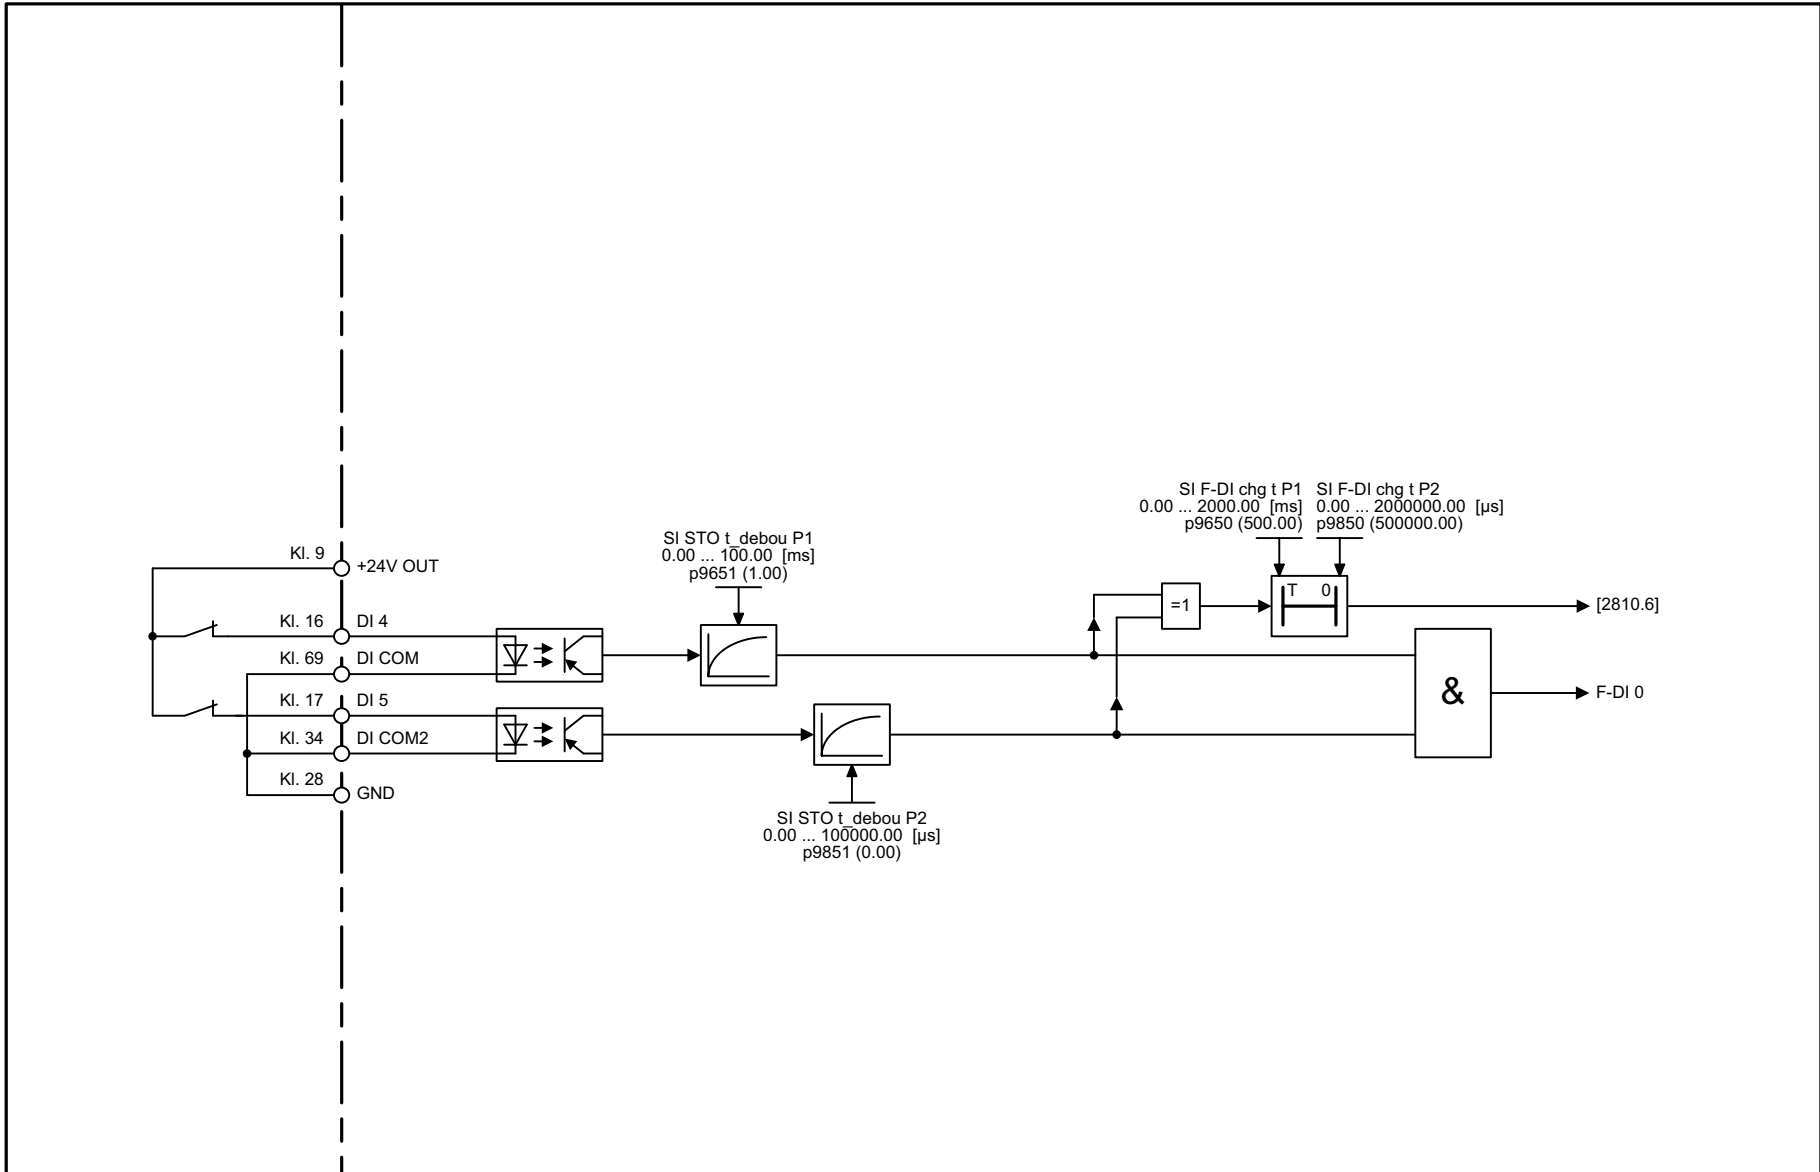 SI F-DI chg t P1
0.00 ... 2000.00 [ms]
p9650 (500.00)
SI F-DI chg t P2
0.00 ... 2000000.00 [µs]
p9850 (500000.00)
SI STO t_debou P1
0.00 ... 100.00 [ms]
p9651 (1.00)
Kl. 9
+24V OUT
T 0
=1
[2810.6]
Kl. 16
DI 4
Kl. 69
DI COM
&
F-DI 0
Kl. 17
DI 5
Kl. 34
DI COM2
Kl. 28
GND
SI STO t_debou P2
0.00 ... 100000.00 [µs]
p9851 (0.00)